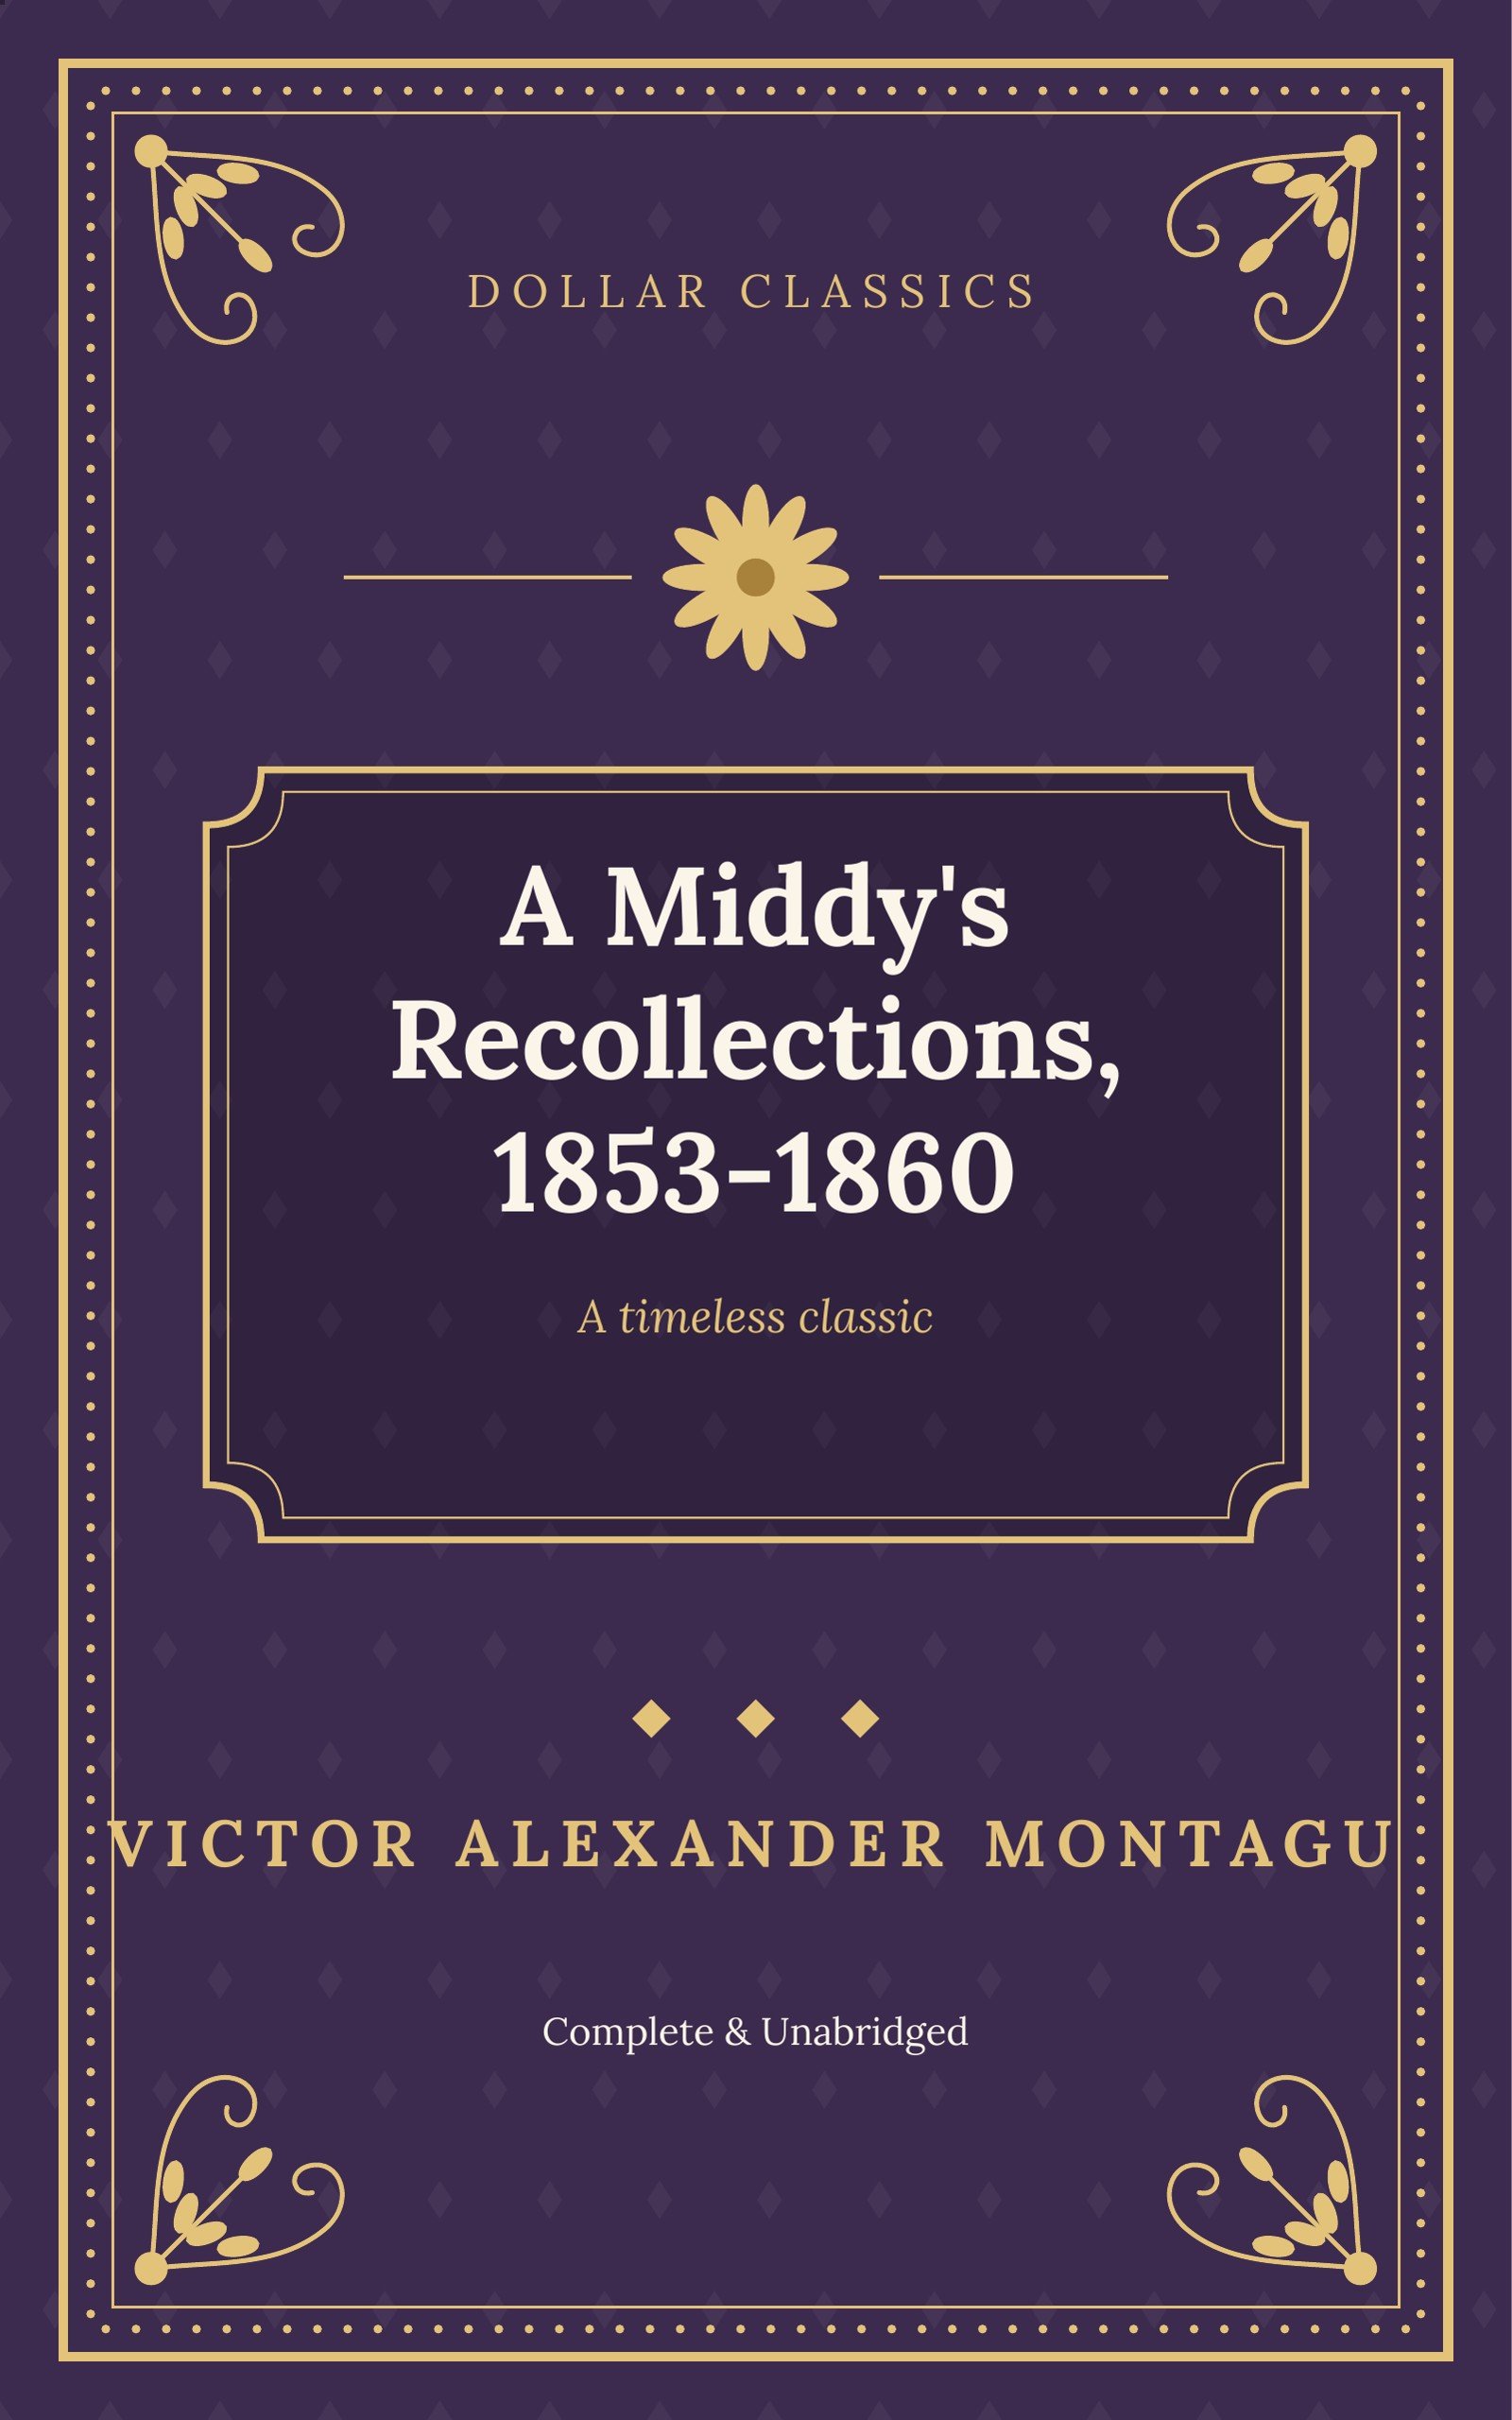 DOLLAR CLASSICS
A Middy's
Recollections,
1853-1860
A timeless classic
VICTOR ALEXANDER MONTAGU
Complete & Unabridged